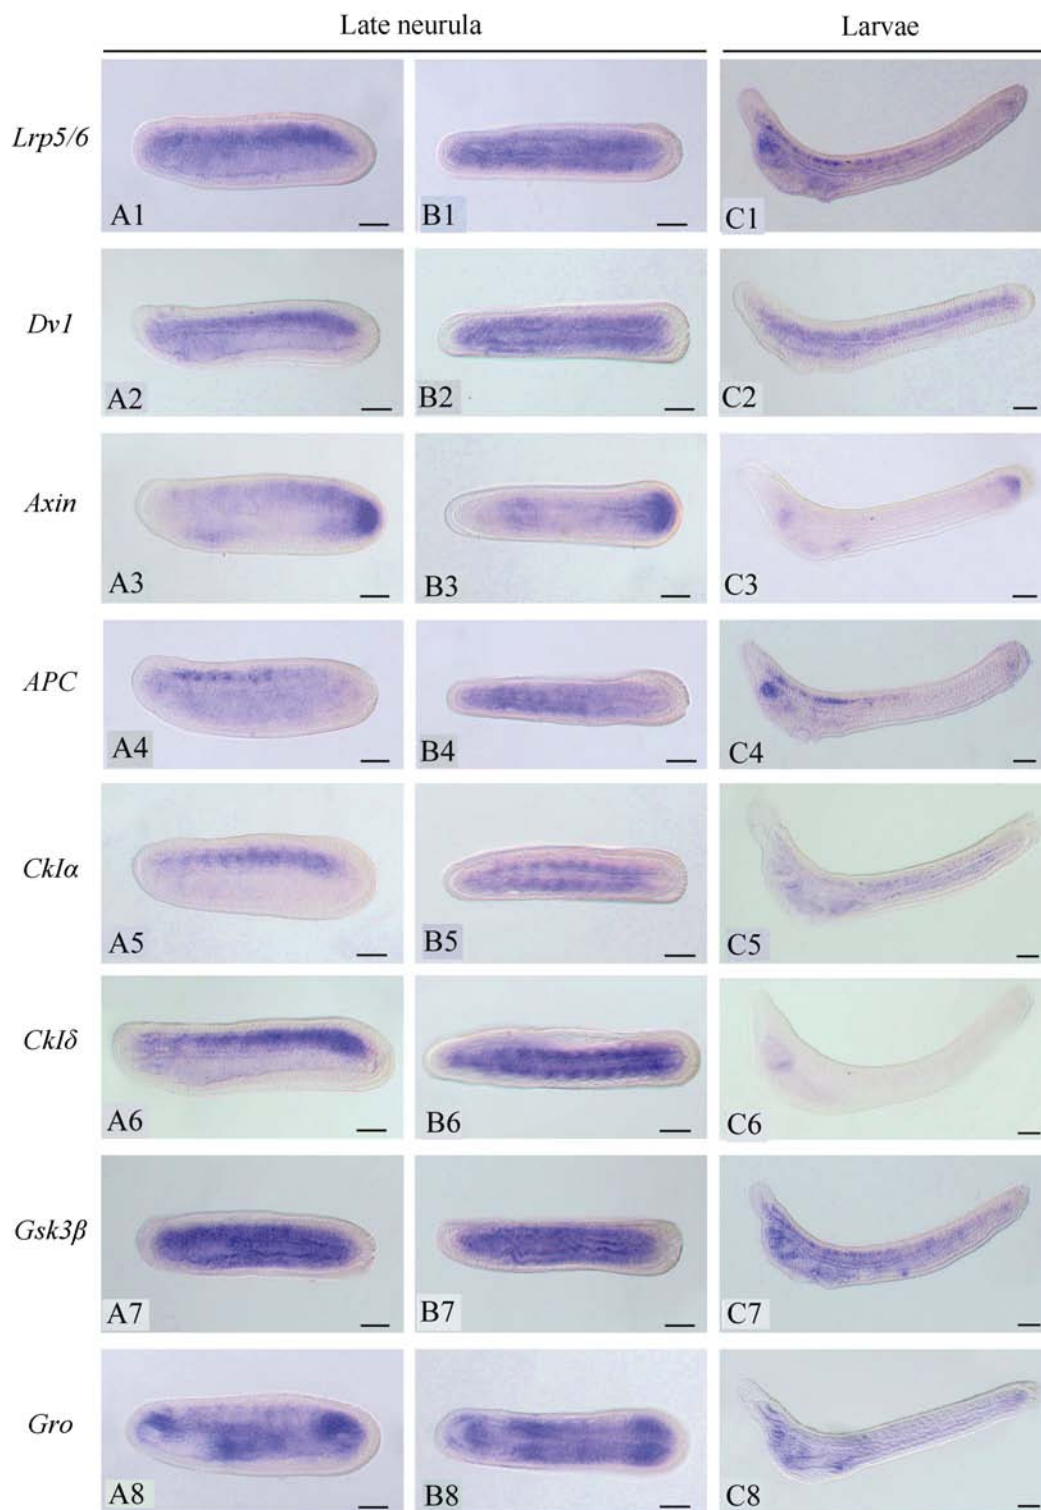 Late neurula Larvae
Lrp5/6
A1 B1 C1
Dv1
A2 B2 C2
Axin
A3 B3 C3
APC
A4 B4 C4
CkIα
A5 B5 C5
CkIδ
A6 B6 C6
Gsk3β
A7 B7 C7
Gro
A8 B8 C8